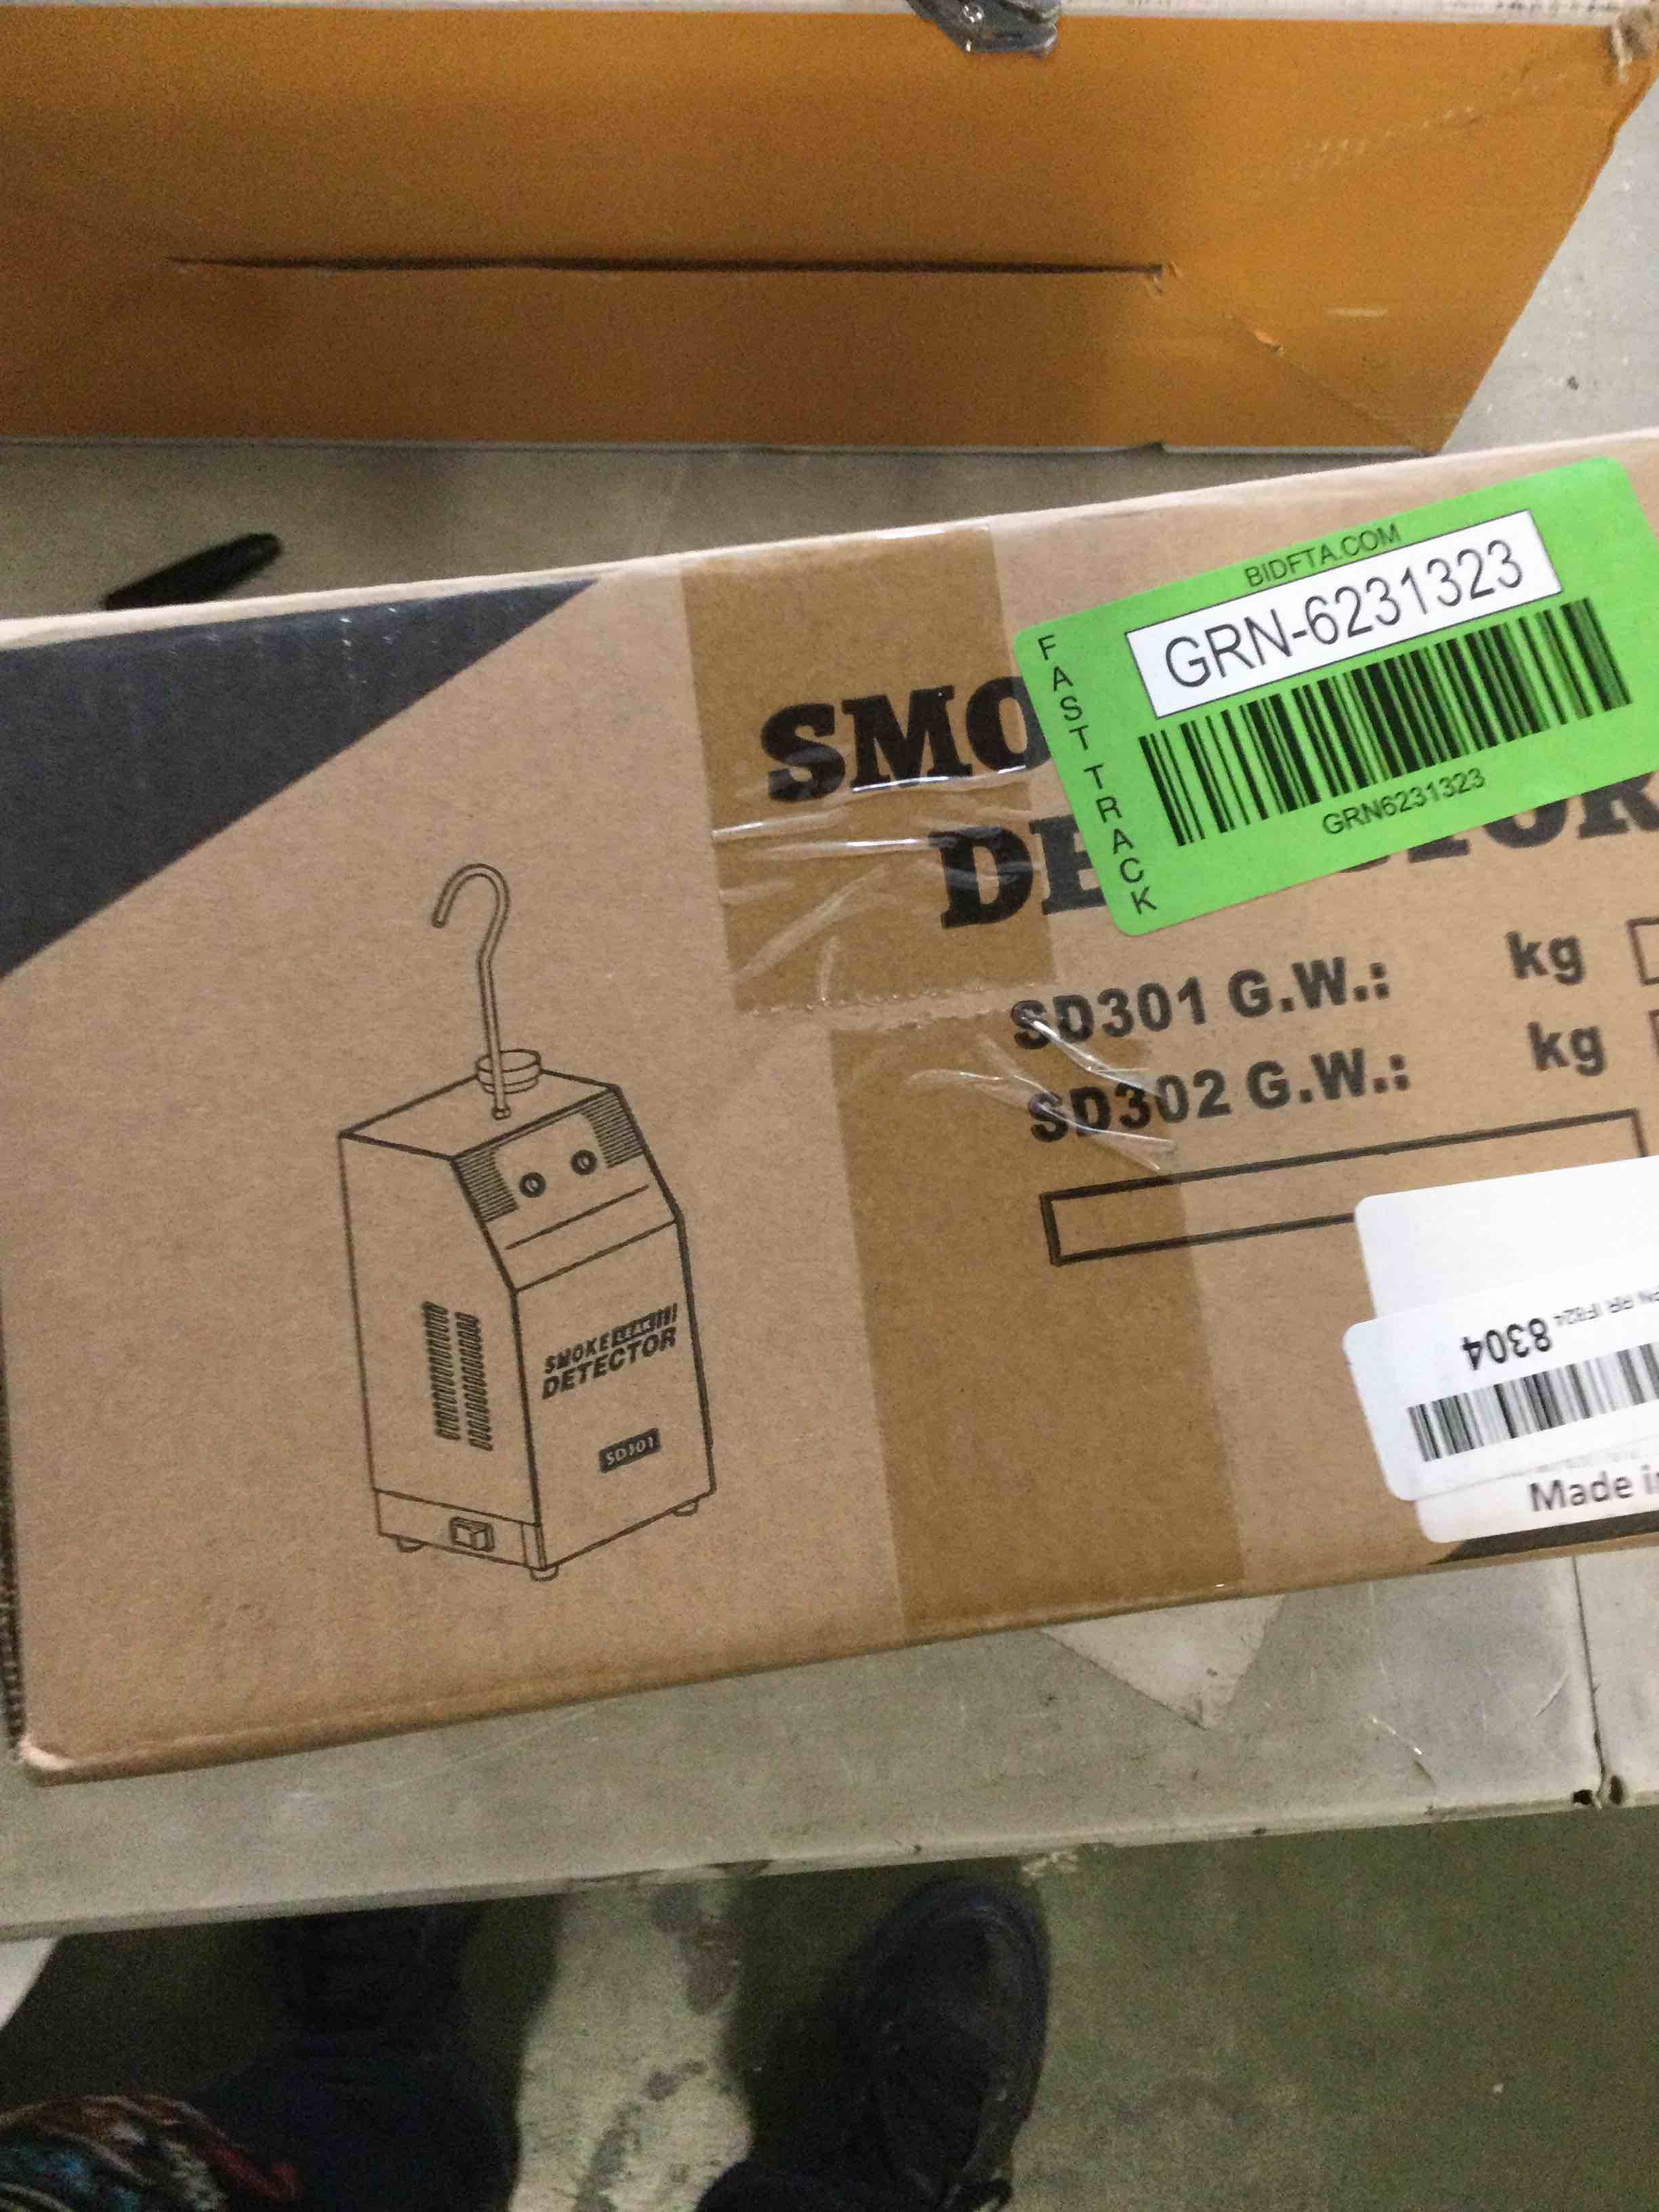 BIDFTA.COM
GRN-6231323
GRN6231323
FAST TRACK
SMO
DE TOR
SD301 G.W.: kg
SD302 G.W.: kg
SMOKE LEAK
DETECTOR
SD301
8304
Made i